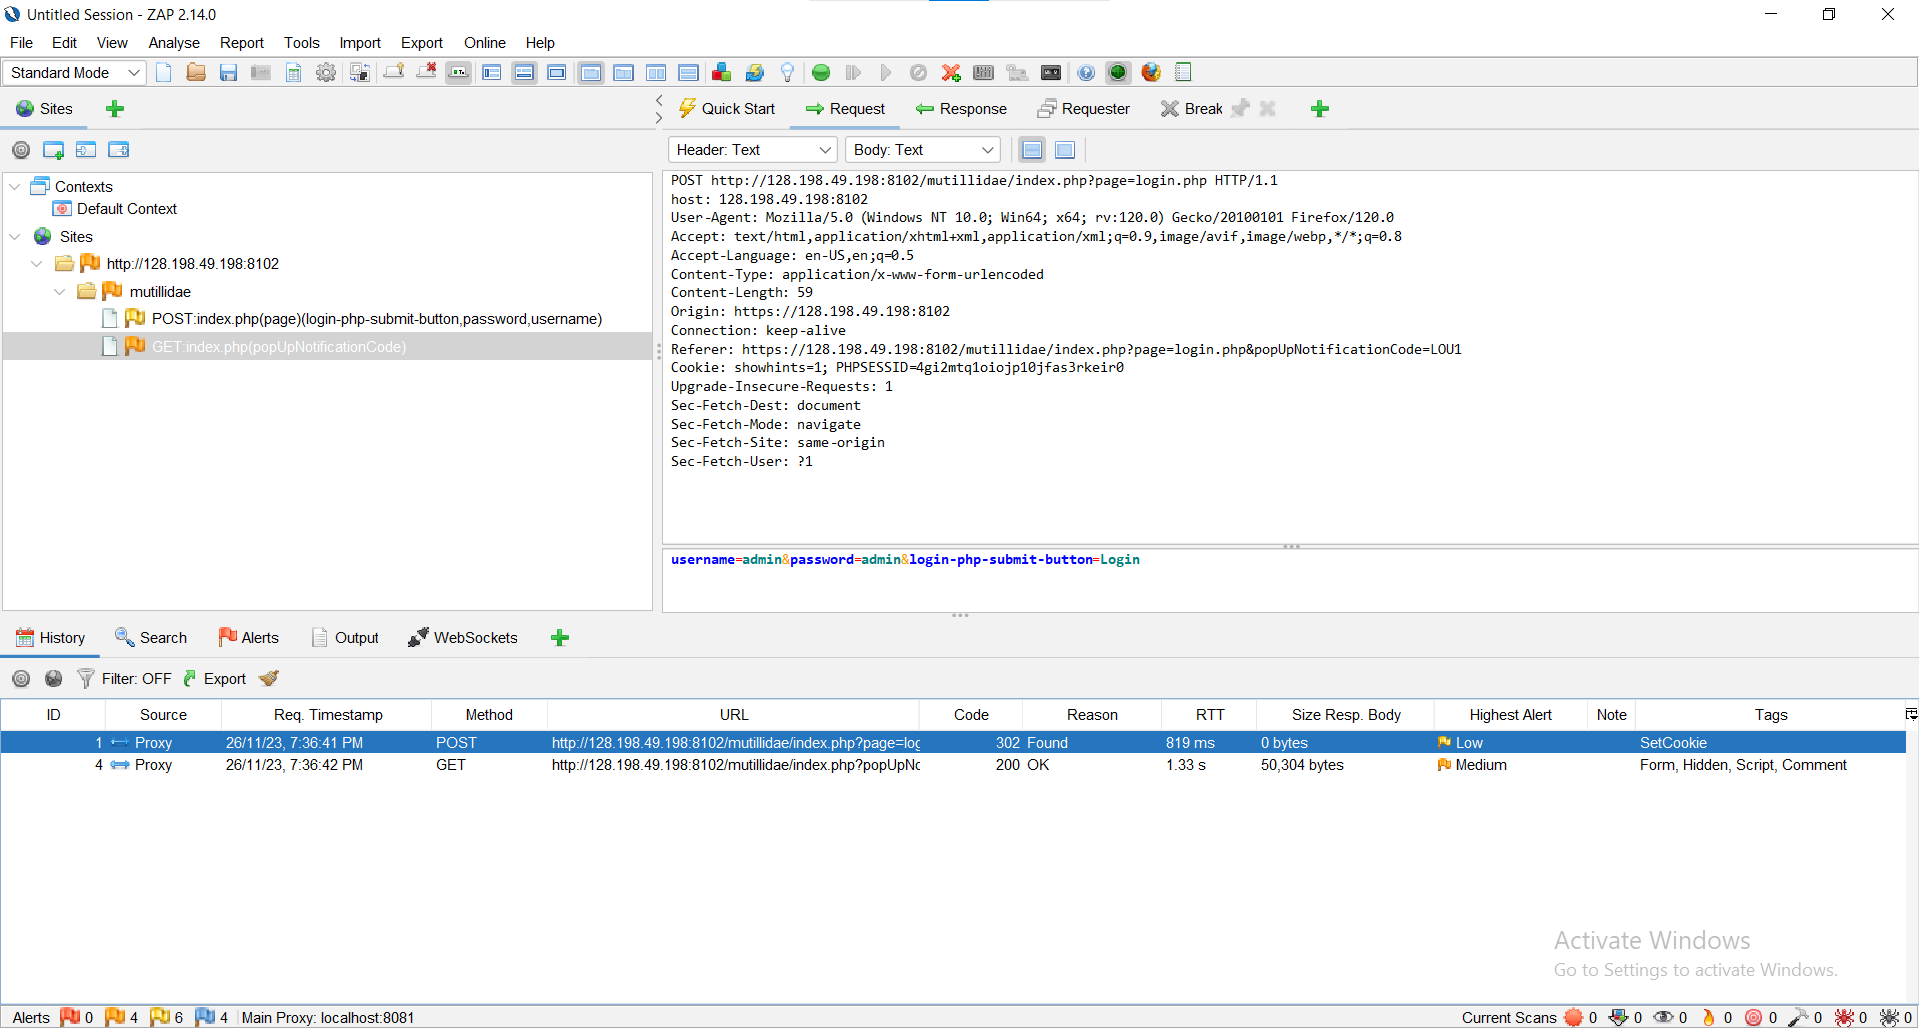 Untitled Session - ZAP 2.14.0
File Edit View Analyse Report Tools Import Export Online Help
Standard Mode
Sites
Quick Start Request Response Requester Break
Header: Text Body: Text
Contexts
Default Context
Sites
http://128.198.49.198:8102
mutillidae
POST:index.php(page)(login-php-submit-button,password,username)
GET:index.php(popUpNotificationCode)
POST http://128.198.49.198:8102/mutillidae/index.php?page=login.php HTTP/1.1
host: 128.198.49.198:8102
User-Agent: Mozilla/5.0 (Windows NT 10.0; Win64; x64; rv:120.0) Gecko/20100101 Firefox/120.0
Accept: text/html,application/xhtml+xml,application/xml;q=0.9,image/avif,image/webp,*/*;q=0.8
Accept-Language: en-US,en;q=0.5
Content-Type: application/x-www-form-urlencoded
Content-Length: 59
Origin: https://128.198.49.198:8102
Connection: keep-alive
Referer: https://128.198.49.198:8102/mutillidae/index.php?page=login.php&popUpNotificationCode=LOU1
Cookie: showhints=1; PHPSESSID=4gi2mtq1oiojp10jfas3rkeir0
Upgrade-Insecure-Requests: 1
Sec-Fetch-Dest: document
Sec-Fetch-Mode: navigate
Sec-Fetch-Site: same-origin
Sec-Fetch-User: ?1
username=admin&password=admin&login-php-submit-button=Login
History Search Alerts Output WebSockets
Filter: OFF Export
ID Source Req. Timestamp Method URL Code Reason RTT Size Resp. Body Highest Alert Note Tags
1 Proxy 26/11/23, 7:36:41 PM POST http://128.198.49.198:8102/mutillidae/index.php?page=log 302 Found 819 ms 0 bytes Low SetCookie
4 Proxy 26/11/23, 7:36:42 PM GET http://128.198.49.198:8102/mutillidae/index.php?popUpNo 200 OK 1.33 s 50,304 bytes Medium Form, Hidden, Script, Comment
Activate Windows
Go to Settings to activate Windows.
Alerts 0 4 6 4 Main Proxy: localhost:8081 Current Scans 0 0 0 0 0 0 0 0